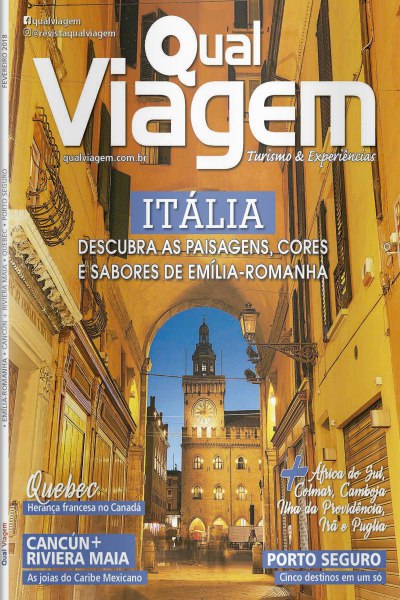 qualviagem
@revistaqualviagem
Qual
Viagem
qualviagem.com.br
Turismo & Experiências
ITÁLIA
DESCUBRA AS PAISAGENS, CORES
E SABORES DE EMÍLIA-ROMANHA
Quebec
Herança francesa no Canadá
CANCÚN +
RIVIERA MAIA
As joias do Caribe Mexicano
+ África do Sul,
Colmar, Camboja
Ilha da Providência,
Irã e Puglia
PORTO SEGURO
Cinco destinos em um só
Qual Viagem • EMÍLIA ROMANHA • CANCÚN + RIVIERA MAIA • QUEBEC • PORTO SEGURO
FEVEREIRO 2018